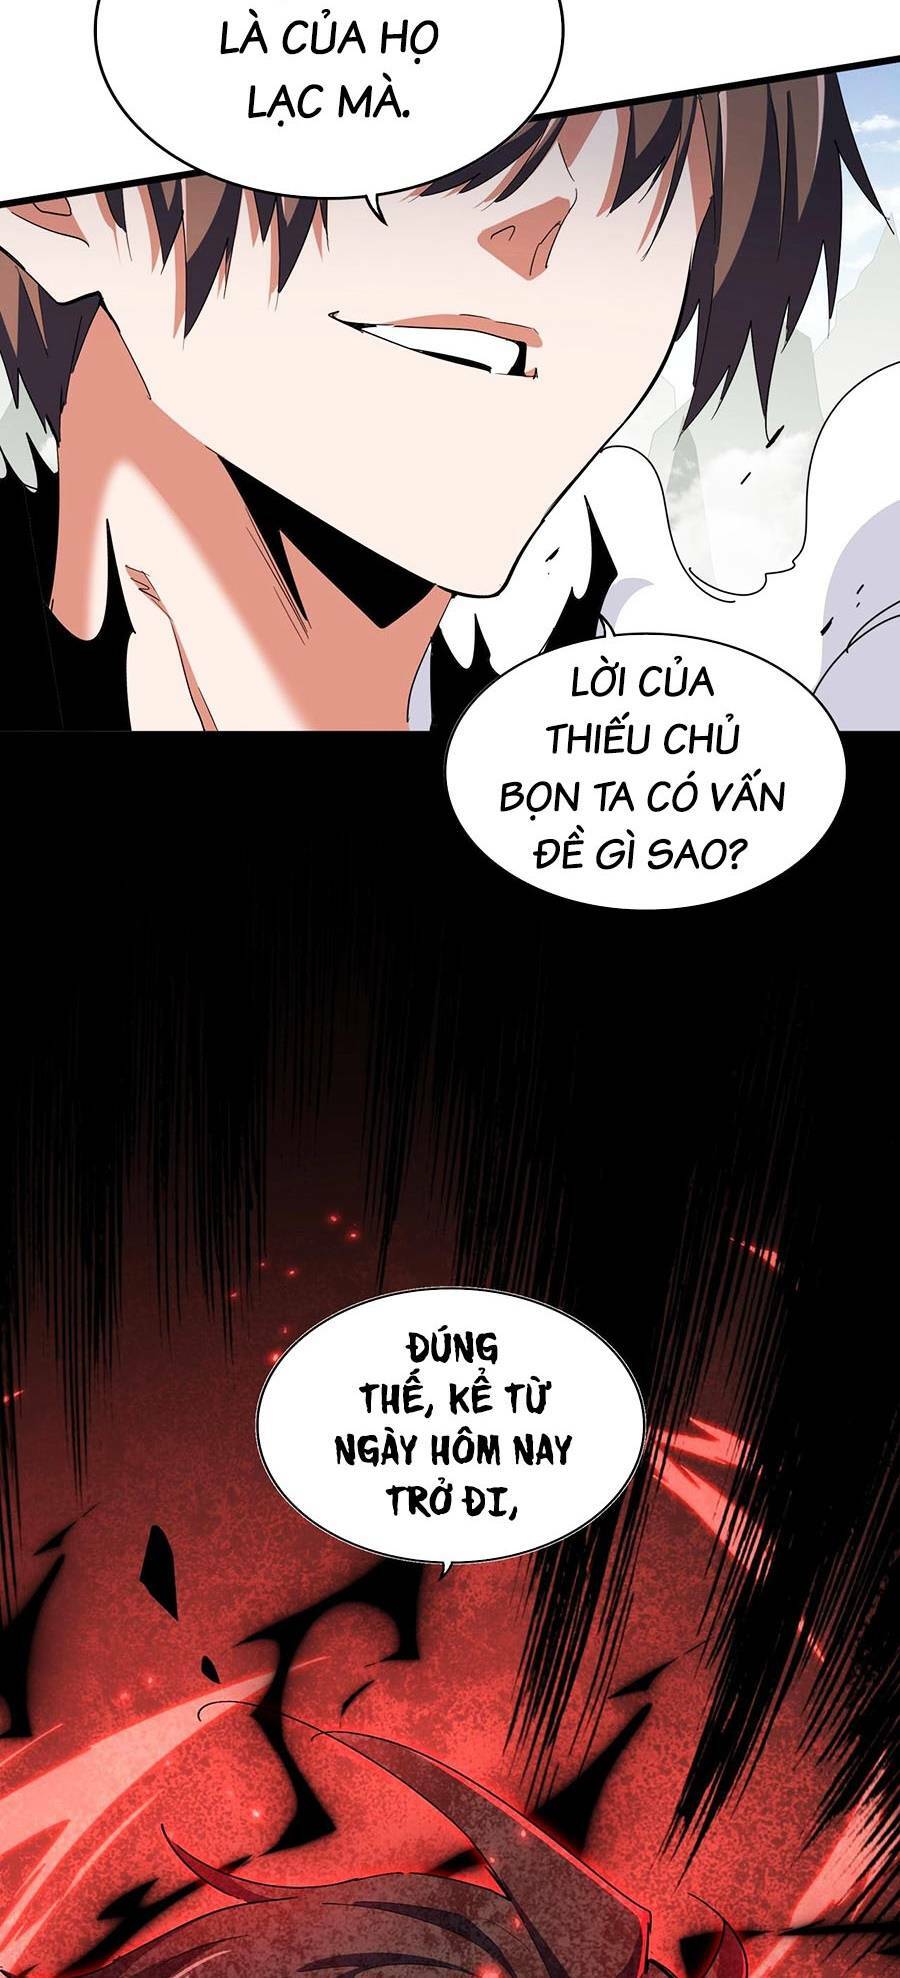 LÀ CỦA HỌ
LẠC MÀ.
LỜI CỦA
THIẾU CHỦ
BỌN TA CÓ VẤN
ĐỀ GÌ SAO?
ĐÚNG
THẾ, KỂ TỪ
NGÀY HÔM NAY
TRỞ ĐI,